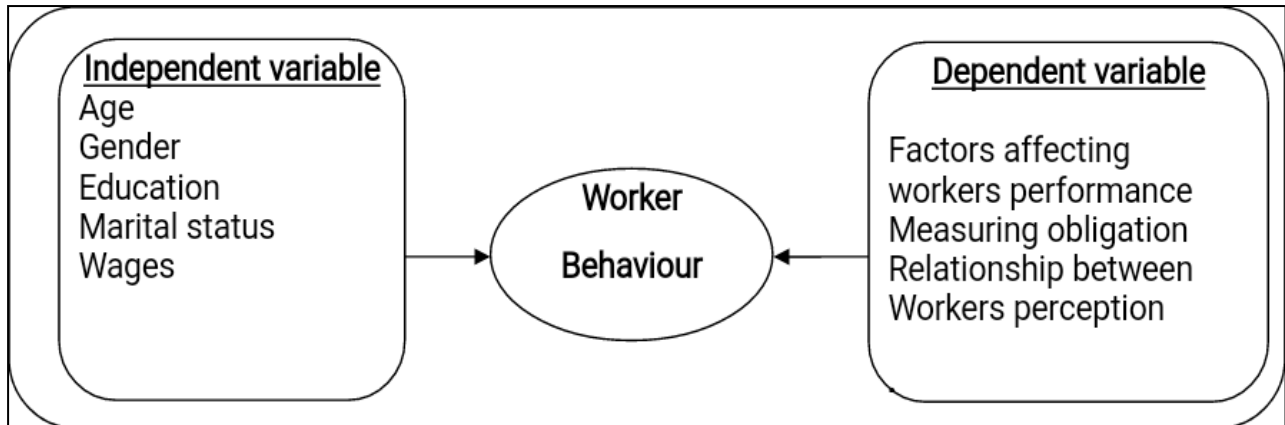 Independent variable
Age
Gender
Education
Marital status
Wages
Worker
Behaviour
Dependent variable
Factors affecting
workers performance
Measuring obligation
Relationship between
Workers perception